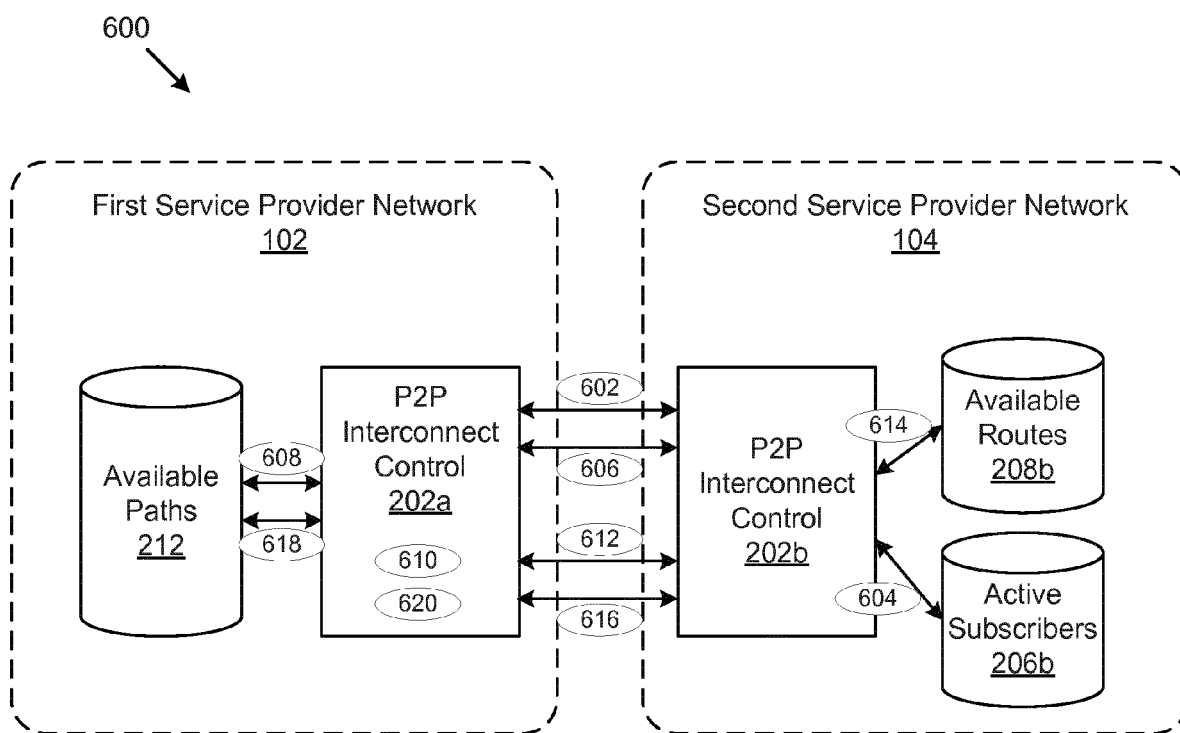 600
First Service Provider Network
102
Second Service Provider Network
104
Available
Paths
212
608
618
P2P
Interconnect
Control
202a
610
620
602
606
612
616
P2P
Interconnect
Control
202b
614
604
Available
Routes
208b
Active
Subscribers
206b